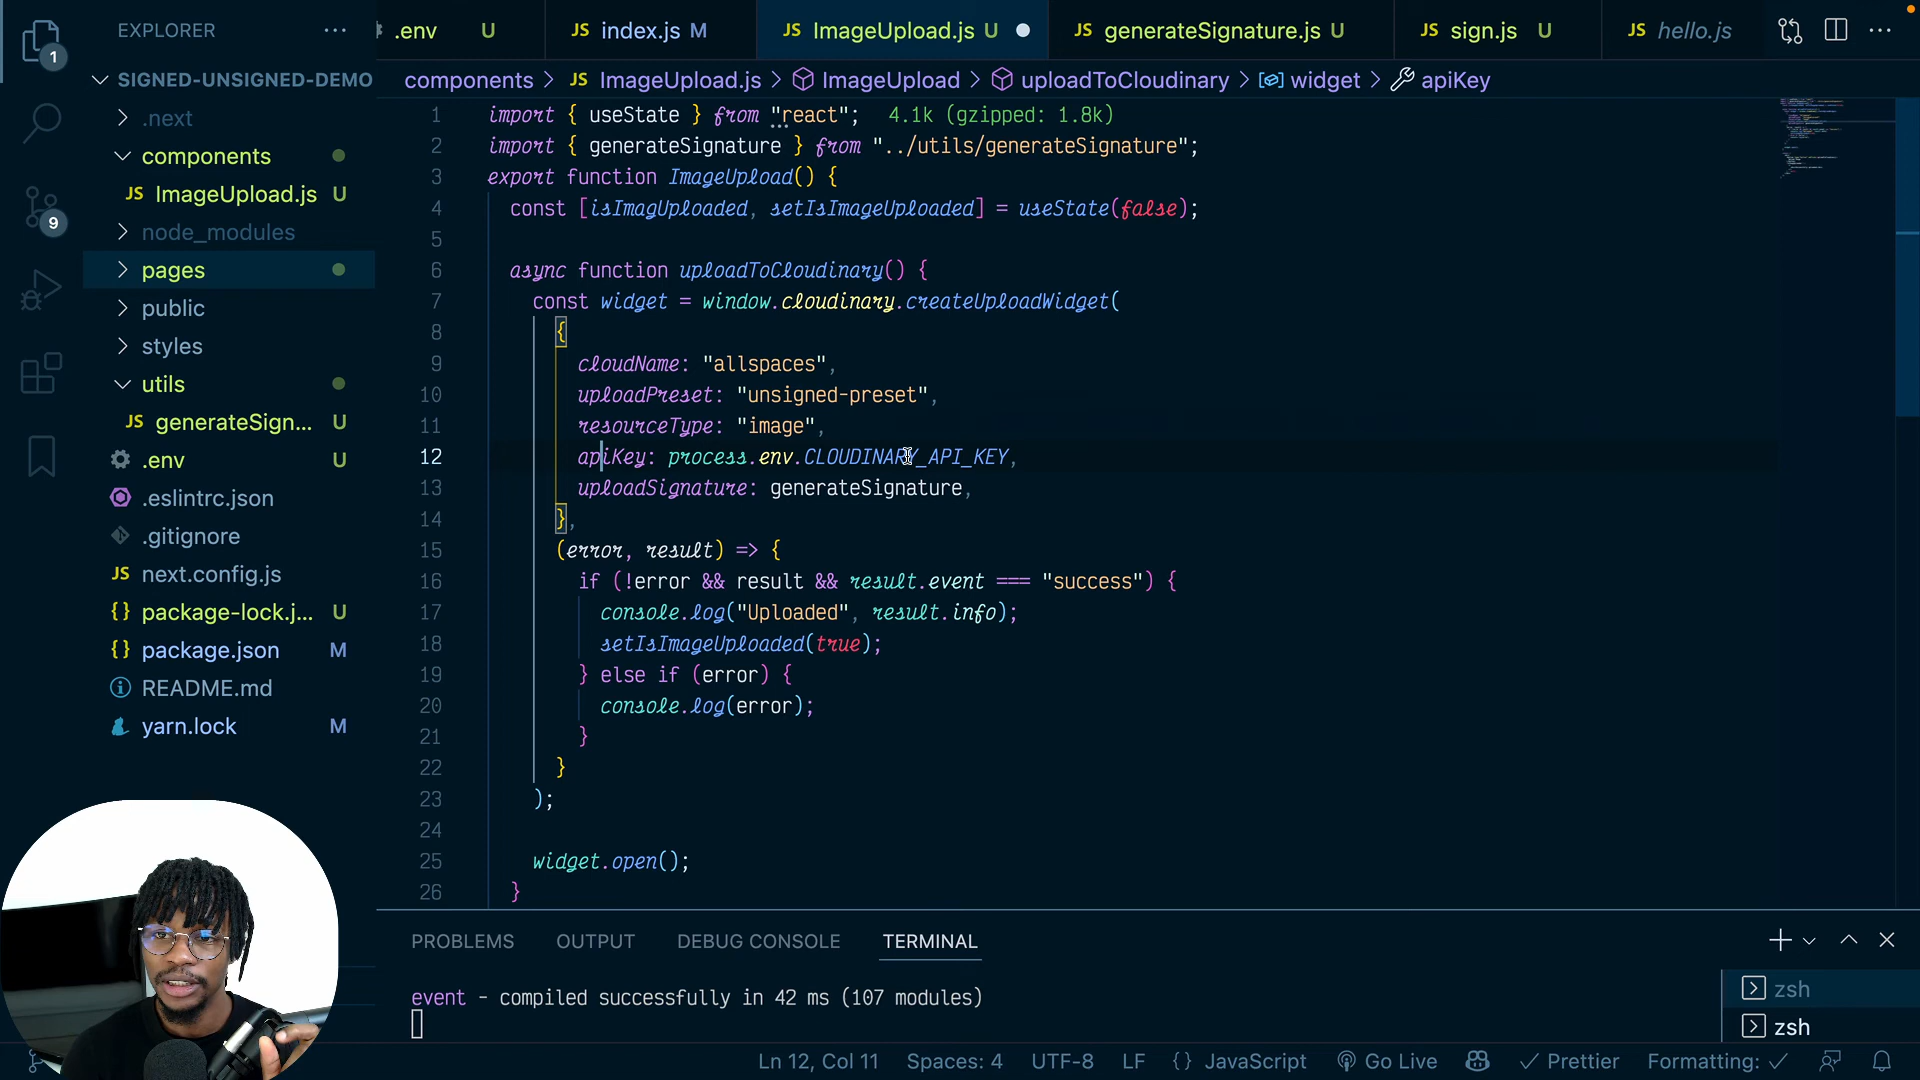 EXPLORER
.env U
JS index.js M
JS ImageUpload.js U
JS generateSignature.js U
JS sign.js U
JS hello.js
1
SIGNED-UNSIGNED-DEMO
components > JS ImageUpload.js > ImageUpload > uploadToCloudinary > widget > apiKey
.next
components
JS ImageUpload.js U
node_modules
pages
public
styles
utils
JS generateSign... U
.env U
.eslintrc.json
.gitignore
JS next.config.js
{} package-lock.j... U
{} package.json M
README.md
yarn.lock M
9
1 import { useState } from "react"; 4.1k (gzipped: 1.8k)
2 import { generateSignature } from "../utils/generateSignature";
3 export function ImageUpload() {
4 const [isImagUploaded, setIsImageUploaded] = useState(false);
5
6 async function uploadToCloudinary() {
7 const widget = window.cloudinary.createUploadWidget(
8 {
9 cloudName: "allspaces",
10 uploadPreset: "unsigned-preset",
11 resourceType: "image",
12 apiKey: process.env.CLOUDINARY_API_KEY,
13 uploadSignature: generateSignature,
14 },
15 (error, result) => {
16 if (!error && result && result.event === "success") {
17 console.log("Uploaded", result.info);
18 setIsImageUploaded(true);
19 } else if (error) {
20 console.log(error);
21 }
22 }
23 );
24
25 widget.open();
26 }
PROBLEMS OUTPUT DEBUG CONSOLE TERMINAL
event - compiled successfully in 42 ms (107 modules)
zsh
zsh
Ln 12, Col 11 Spaces: 4 UTF-8 LF {} JavaScript Go Live Prettier Formatting: ✓